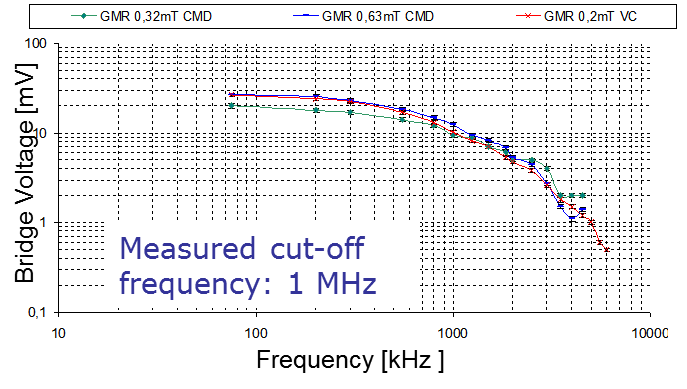 GMR 0,32mT CMD GMR 0,63mT CMD GMR 0,2mT VC
100
10
1
0,1
Bridge Voltage [mV]
Measured cut-off
frequency: 1 MHz
10 100 1000 10000
Frequency [kHz ]